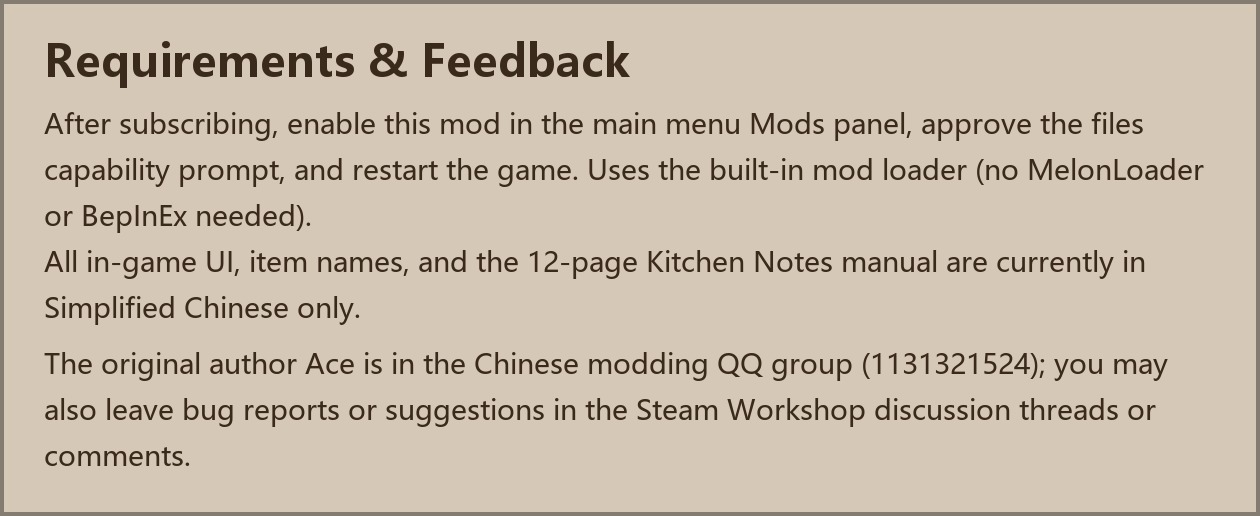 Requirements & Feedback
After subscribing, enable this mod in the main menu Mods panel, approve the files
capability prompt, and restart the game. Uses the built-in mod loader (no MelonLoader
or BepInEx needed).
All in-game UI, item names, and the 12-page Kitchen Notes manual are currently in
Simplified Chinese only.
The original author Ace is in the Chinese modding QQ group (1131321524); you may
also leave bug reports or suggestions in the Steam Workshop discussion threads or
comments.